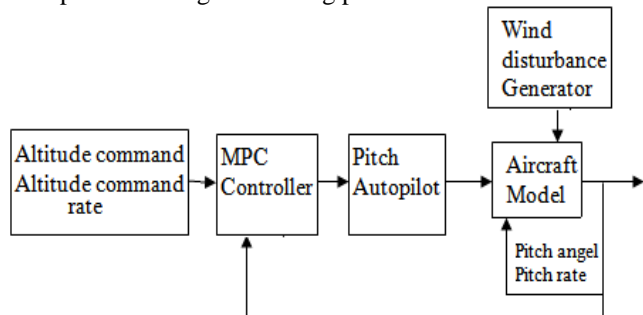 Wind
disturbance
Generator
Altitude command
Altitude command
rate
MPC
Controller
Pitch
Autopilot
Aircraft
Model
Pitch angel
Pitch rate